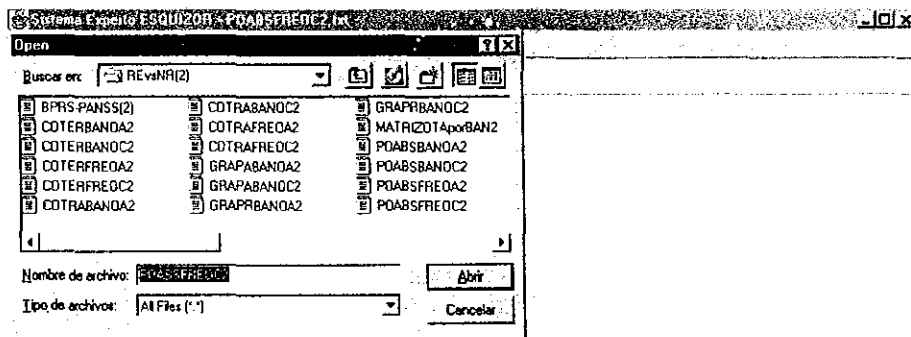 Sistema Experto ESQUIZOR - POABSFREOC2.txt
Open
Buscar en: REvsNR(2)
BPRS-PANSS(2) COTRABANOC2 GRAPRBANOC2
COTERBANOA2 COTRAFREOA2 MATRIZOTAporBAN2
COTERBANOC2 COTRAFREOC2 POABSBANOA2
COTERFREOA2 GRAPABANOA2 POABSBANOC2
COTERFREOC2 GRAPABANOC2 POABSFREOA2
COTRABANOA2 GRAPRBANOA2 POABSFREOC2
Nombre de archivo: POABSFREOC2 Abrir
Tipo de archivos: All Files (*.*) Cancelar